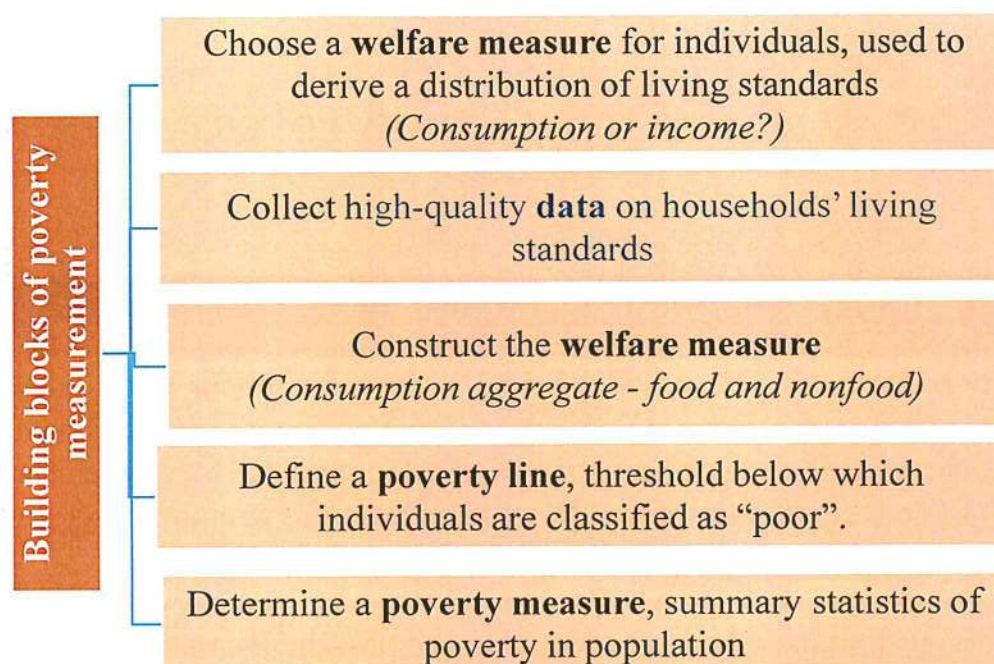 Building blocks of poverty
measurement
Choose a welfare measure for individuals, used to
derive a distribution of living standards
(Consumption or income?)
Collect high-quality data on households’ living
standards
Construct the welfare measure
(Consumption aggregate - food and nonfood)
Define a poverty line, threshold below which
individuals are classified as “poor”.
Determine a poverty measure, summary statistics of
poverty in population